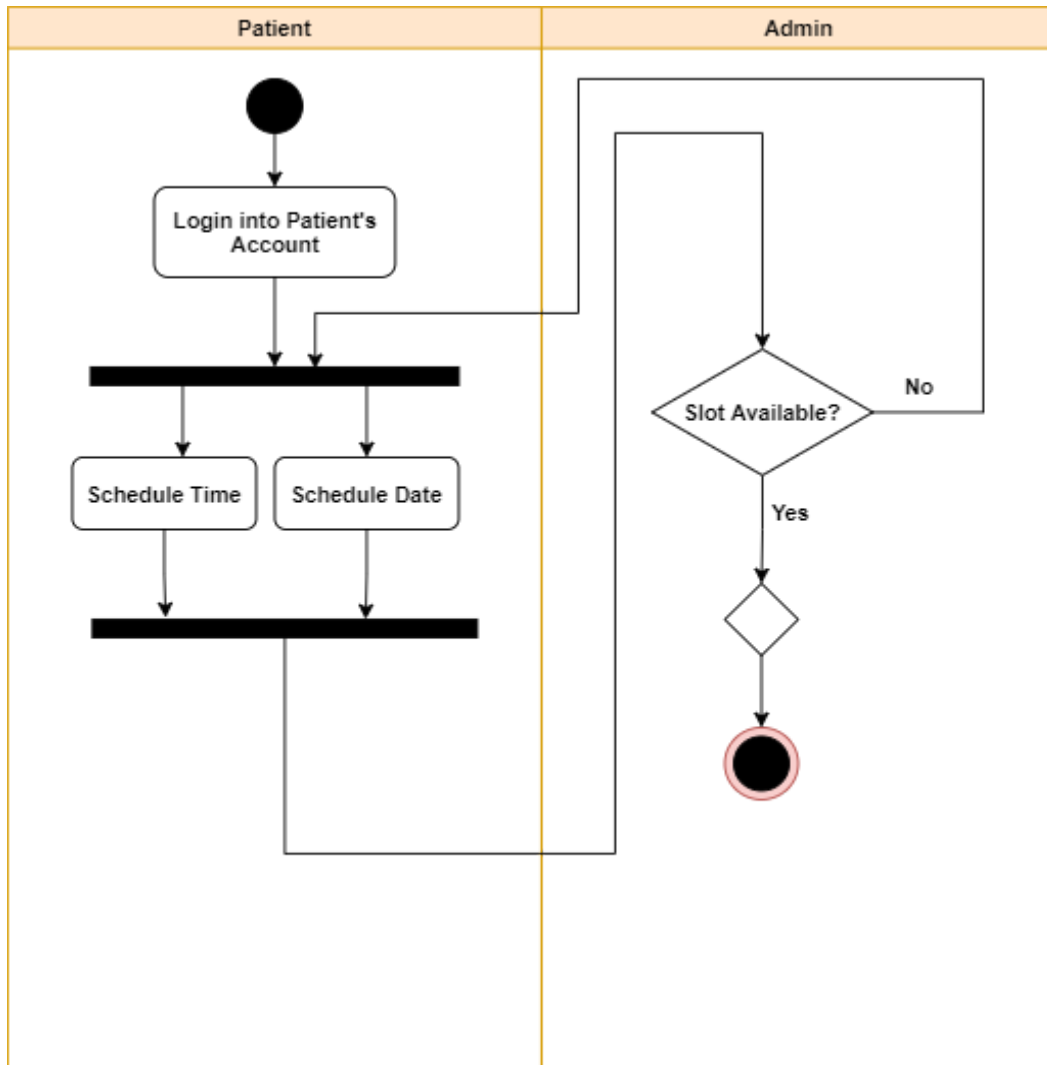 Patient
Admin
Login into Patient's
Account
Slot Available?
No
Schedule Time
Schedule Date
Yes